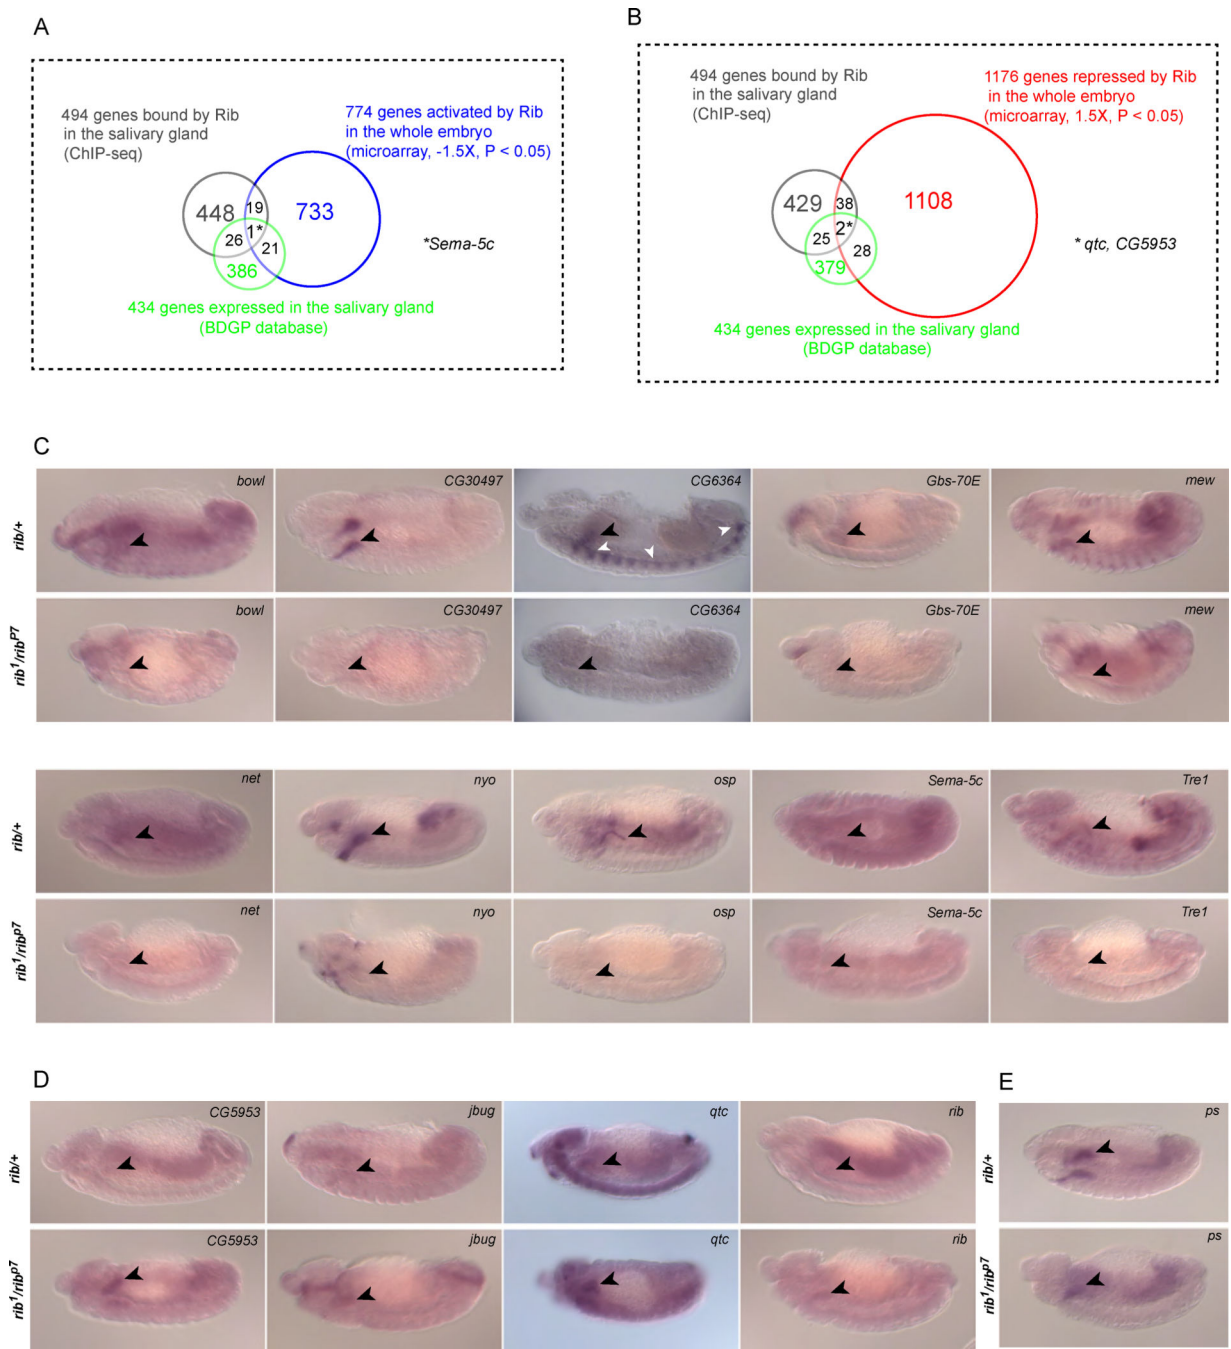 A
494 genes bound by Rib
in the salivary gland
(ChIP-seq)
774 genes activated by Rib
in the whole embryo
(microarray, -1.5X, P < 0.05)
448
19
733
1*
26
21
386
*Sema-5c
434 genes expressed in the salivary gland
(BDGP database)
B
494 genes bound by Rib
in the salivary gland
(ChIP-seq)
1176 genes repressed by Rib
in the whole embryo
(microarray, 1.5X, P < 0.05)
429
38
1108
2*
25
28
379
* qtc, CG5953
434 genes expressed in the salivary gland
(BDGP database)
C
rib/+
bowl
CG30497
CG6364
Gbs-70E
mew
rib1/ribP7
bowl
CG30497
CG6364
Gbs-70E
mew
rib/+
net
nyo
osp
Sema-5c
Tre1
rib1/ribp7
net
nyo
osp
Sema-5c
Tre1
D
rib/+
CG5953
jbug
qtc
rib
rib1/ribp7
CG5953
jbug
qtc
rib
E
rib/+
ps
rib1/ribp7
ps